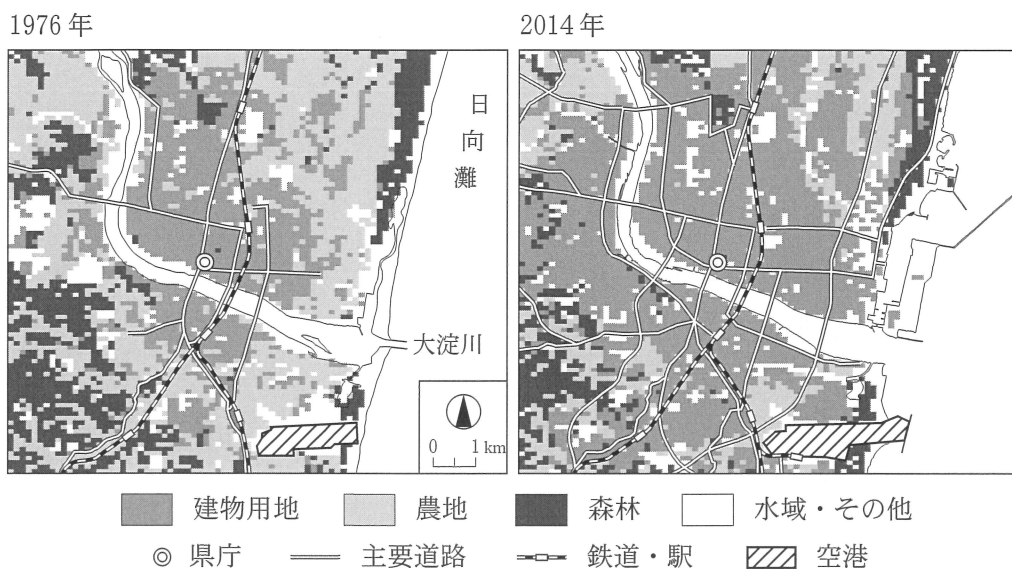 1976年
2014年
日向灘
大淀川
0 1 km
建物用地
農地
森林
水域・その他
県庁
主要道路
鉄道・駅
空港